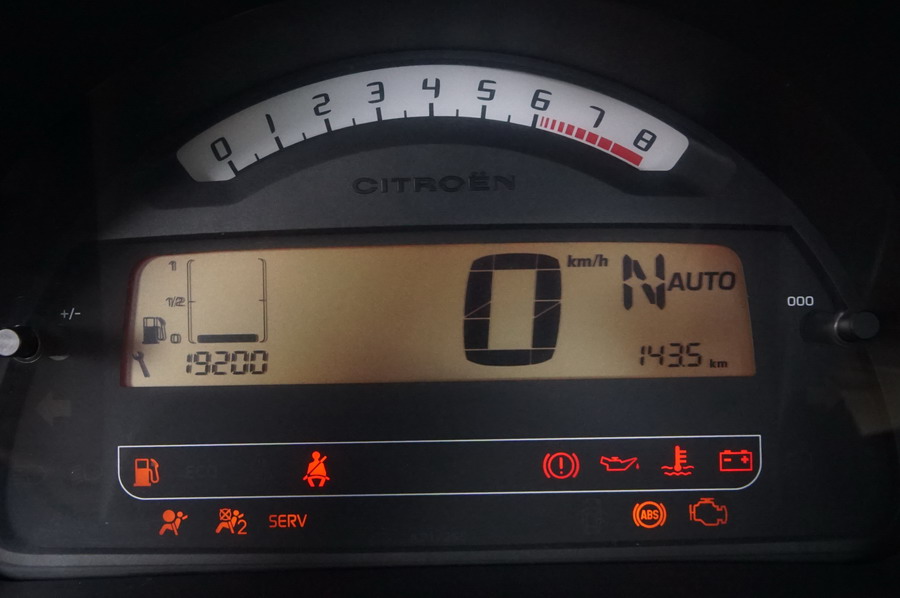 0 1 2 3 4 5 6 7 8
CITROËN
1
1/2
0
19200
0 km/h
N AUTO
143.5 km
+/-
000
2
SERV
ABS